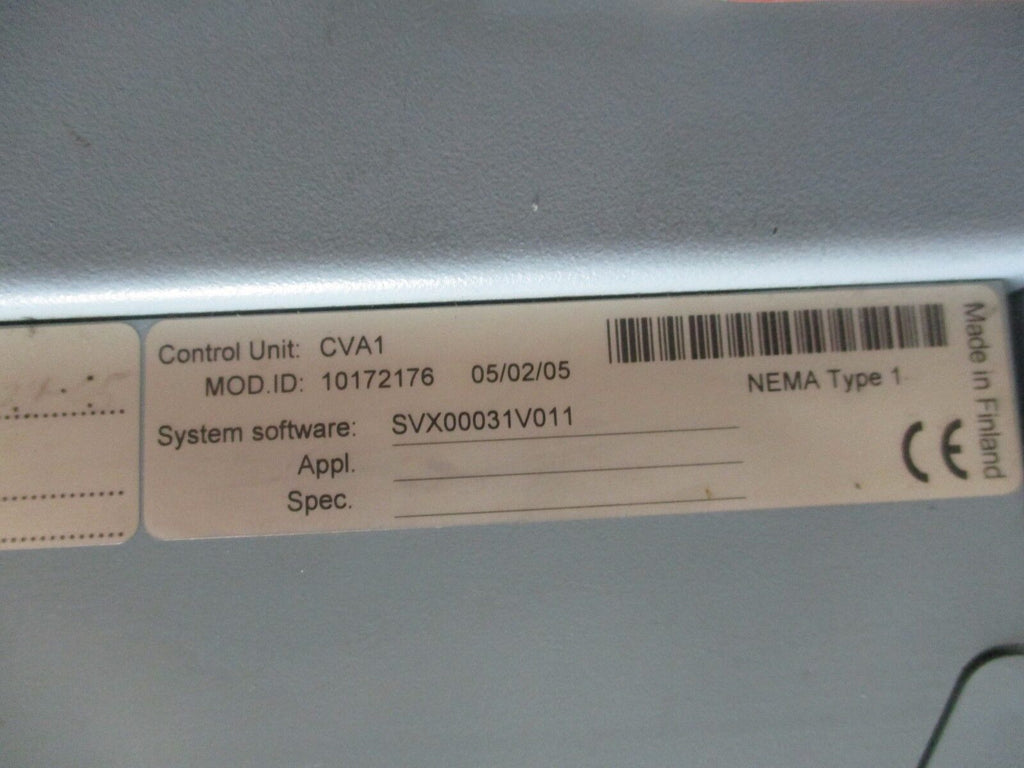 Control Unit: CVA1
MOD.ID: 10172176 05/02/05
NEMA Type 1
System software: SVX00031V011
Appl.
Spec.
CE
Made in Finland